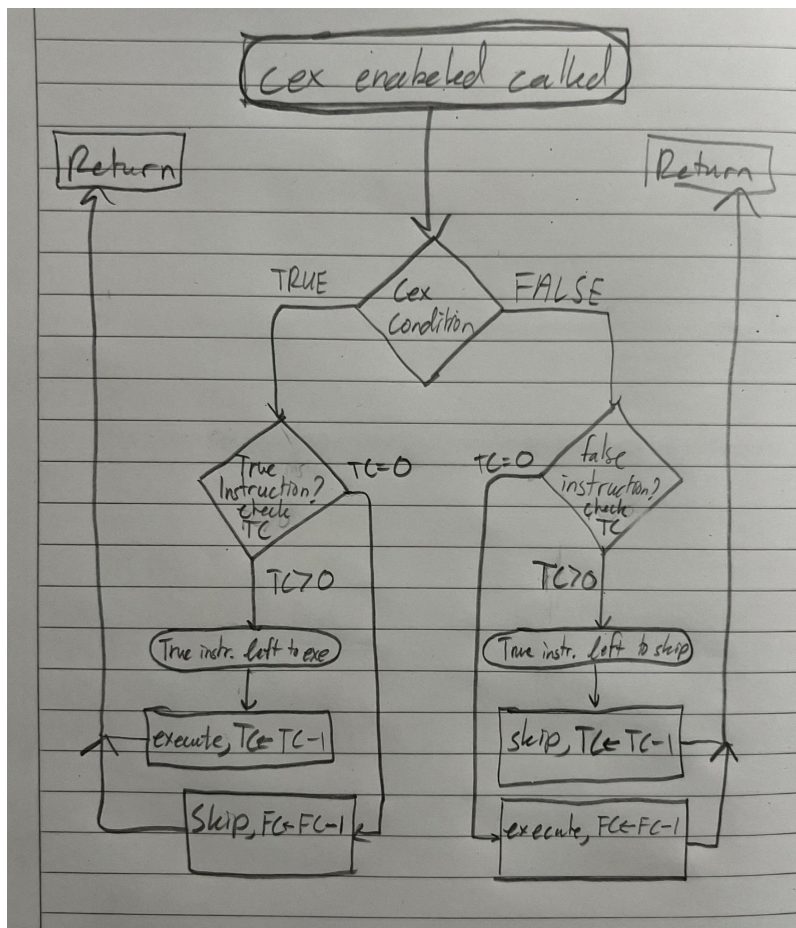 Cex enabeled called
Return
Return
TRUE
Cex
Condition
FALSE
True
Instruction?
check
TC
TC=0
TC=0
false
instruction?
check
TC
TC>0
TC>0
True instr. left to exe
True instr. left to skip
execute, TC←TC-1
skip, TC←TC-1
Skip, FC←FC-1
execute, FC←FC-1